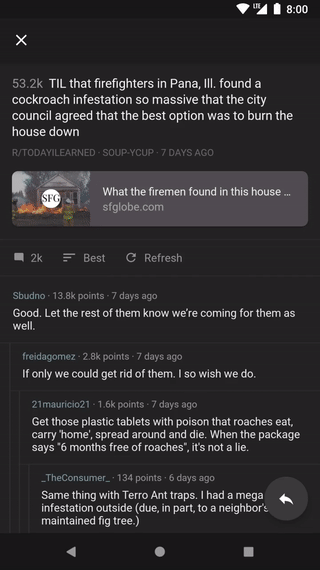 LTE 8:00
53.2k TIL that firefighters in Pana, Ill. found a
cockroach infestation so massive that the city
council agreed that the best option was to burn the
house down
R/TODAYILEARNED · SOUP-YCUP · 7 DAYS AGO
SFG
What the firemen found in this house …
sfglobe.com
2k Best Refresh
Sbudno · 13.8k points · 7 days ago
Good. Let the rest of them know we're coming for them as
well.
freidagomez · 2.8k points · 7 days ago
If only we could get rid of them. I so wish we do.
21mauricio21 · 1.6k points · 7 days ago
Get those plastic tablets with poison that roaches eat,
carry 'home', spread around and die. When the package
says "6 months free of roaches", it's not a lie.
_TheConsumer_ · 134 points · 6 days ago
Same thing with Terro Ant traps. I had a mega
infestation outside (due, in part, to a neighbor's
maintained fig tree.)